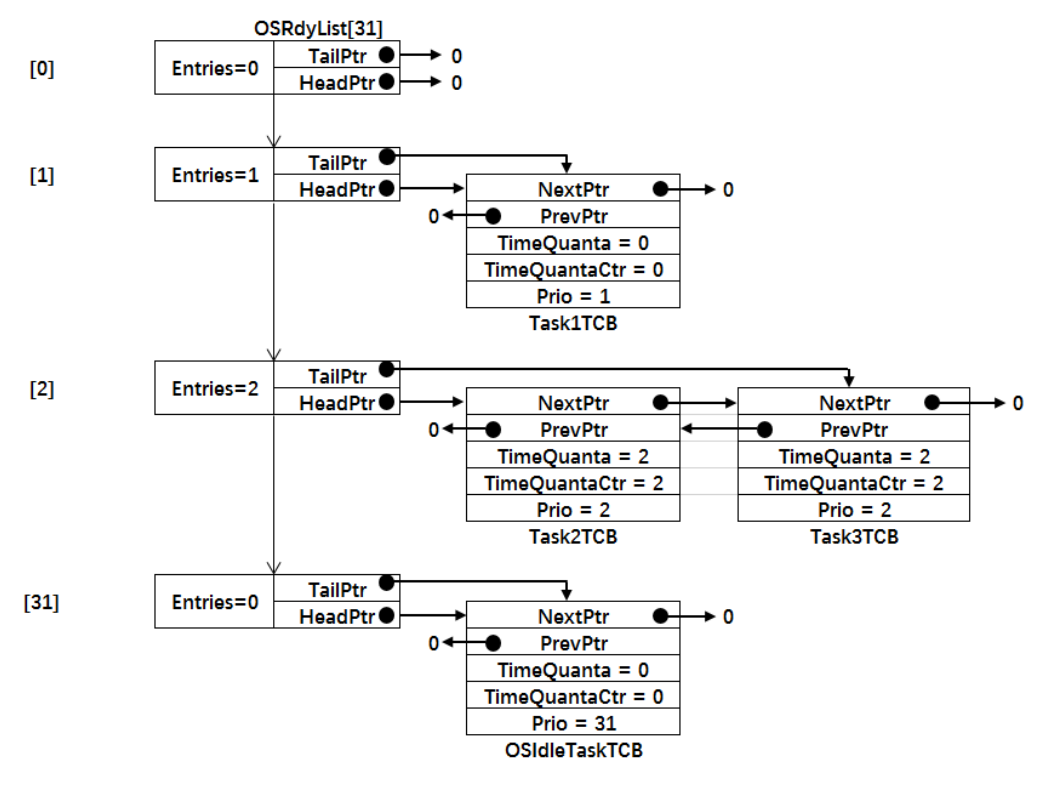 OSRdyList[31]
[0] Entries=0 TailPtr 0
HeadPtr 0
[1] Entries=1 TailPtr
HeadPtr NextPtr 0
0 PrevPtr
TimeQuanta = 0
TimeQuantaCtr = 0
Prio = 1
Task1TCB
[2] Entries=2 TailPtr
HeadPtr NextPtr NextPtr 0
0 PrevPtr PrevPtr
TimeQuanta = 2 TimeQuanta = 2
TimeQuantaCtr = 2 TimeQuantaCtr = 2
Prio = 2 Prio = 2
Task2TCB Task3TCB
[31] Entries=0 TailPtr
HeadPtr NextPtr 0
0 PrevPtr
TimeQuanta = 0
TimeQuantaCtr = 0
Prio = 31
OSIdleTaskTCB